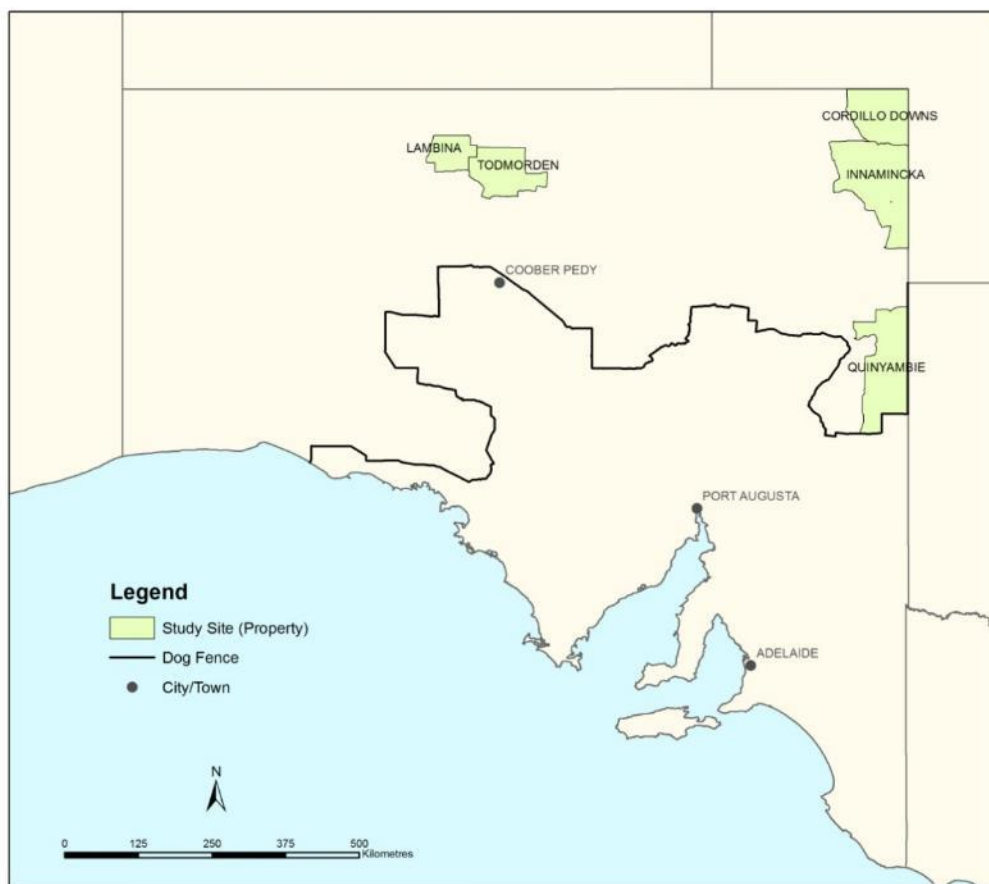 CORDILLO DOWNS
LAMBINA
TODMORDEN
INNAMINCKA
COOBER PEDY
QUINYAMBIE
PORT AUGUSTA
Legend
Study Site (Property)
Dog Fence
City/Town
ADELAIDE
N
0 125 250 375 500
Kilometres